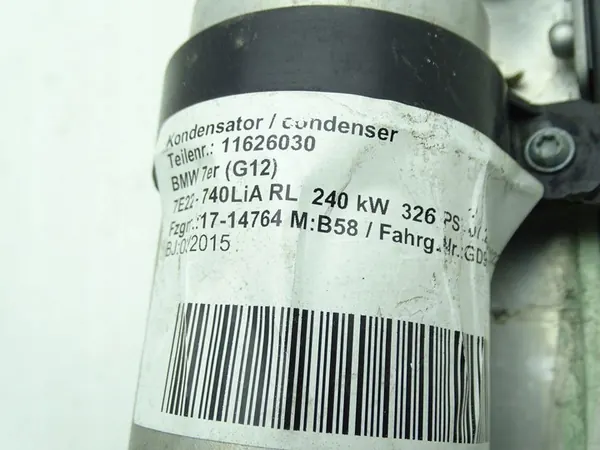 Kondensator / condenser
Teilenr.: 11626030
BMW 7er (G12)
7E22 - 740LiA RL 240 kW 326 PS
Fzgnr.:17-14764 M:B58 / Fahrg.-Nr.:GD
BJ:0 /2015